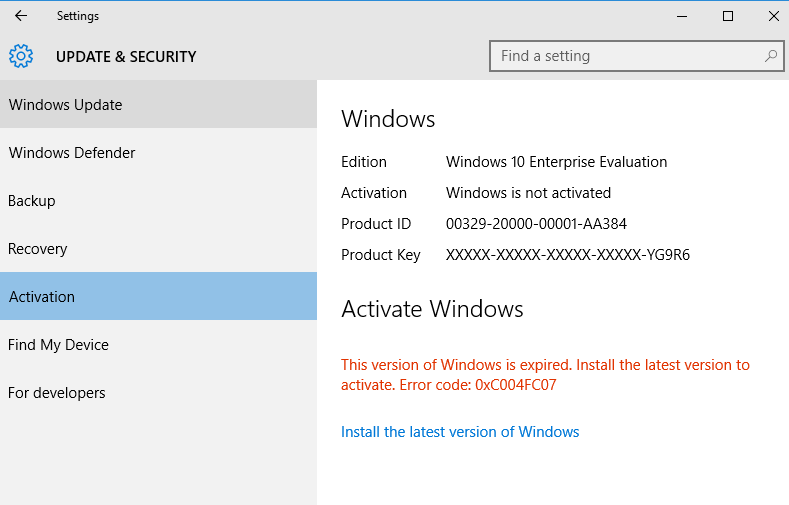 Settings
UPDATE & SECURITY
Find a setting
Windows Update
Windows Defender
Backup
Recovery
Activation
Find My Device
For developers
Windows
Edition Windows 10 Enterprise Evaluation
Activation Windows is not activated
Product ID 00329-20000-00001-AA384
Product Key XXXXX-XXXXX-XXXXX-XXXXX-YG9R6
Activate Windows
This version of Windows is expired. Install the latest version to
activate. Error code: 0xC004FC07
Install the latest version of Windows